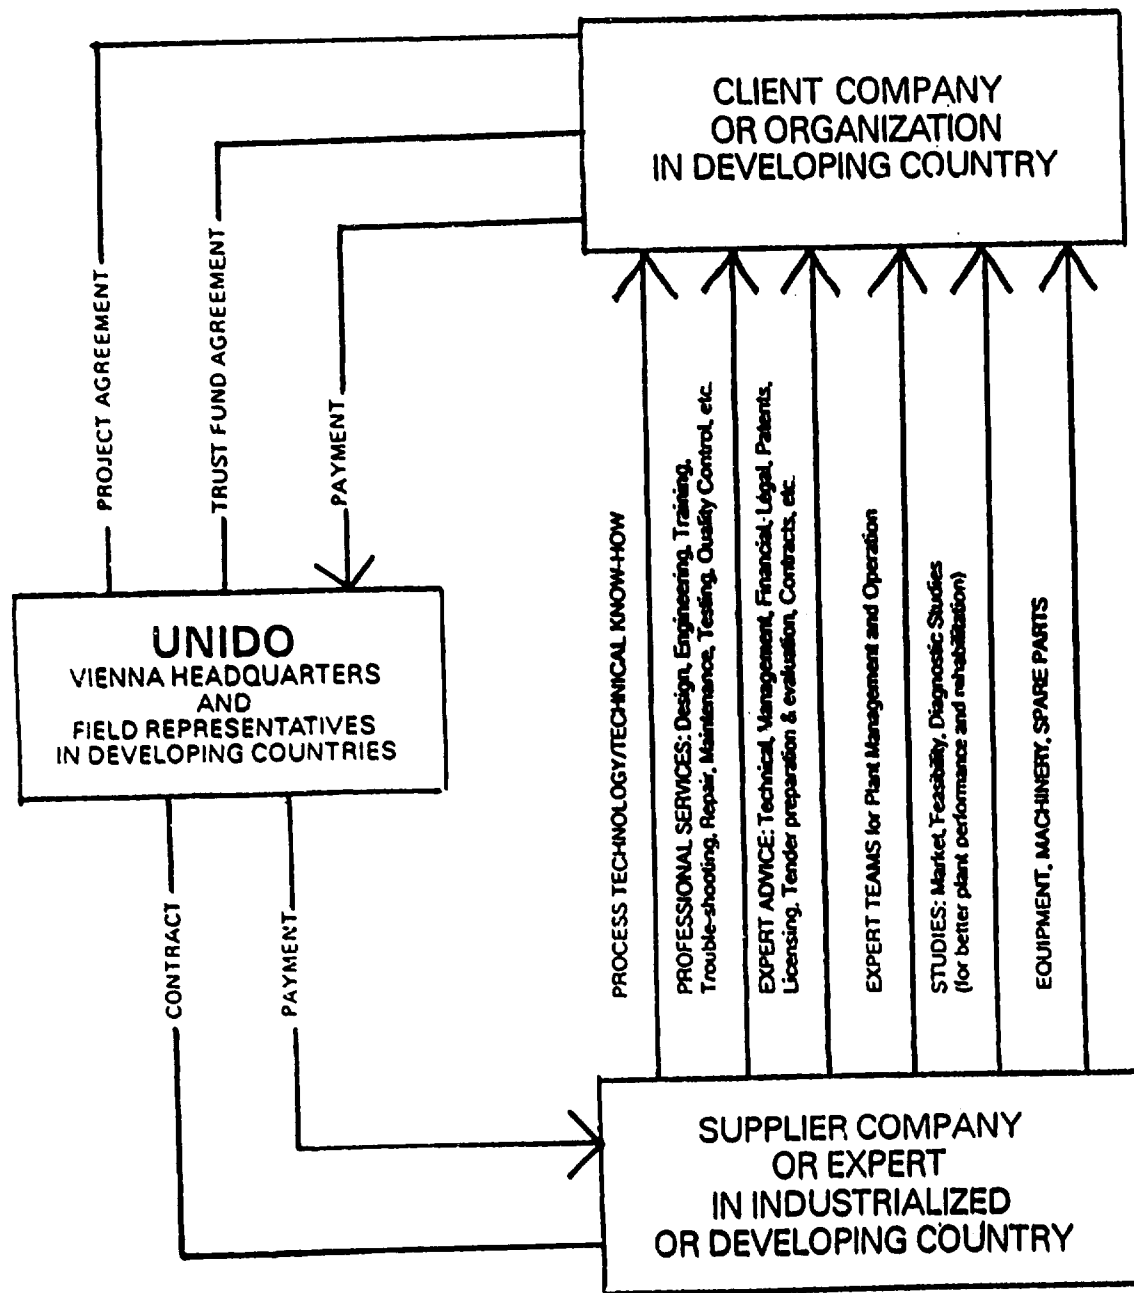 CLIENT COMPANY
OR ORGANIZATION
IN DEVELOPING COUNTRY
PROJECT AGREEMENT
TRUST FUND AGREEMENT
PAYMENT
UNIDO
VIENNA HEADQUARTERS
AND
FIELD REPRESENTATIVES
IN DEVELOPING COUNTRIES
CONTRACT
PAYMENT
PROCESS TECHNOLOGY/TECHNICAL KNOW-HOW
PROFESSIONAL SERVICES: Design, Engineering, Training,
Trouble-shooting, Repair, Maintenance, Testing, Quality Control, etc.
EXPERT ADVICE: Technical, Management, Financial, Legal, Patents,
Licensing, Tender preparation & evaluation, Contracts, etc.
EXPERT TEAMS for Plant Management and Operation
STUDIES: Market, Feasibility, Diagnostic Studies
(for better plant performance and rehabilitation)
EQUIPMENT, MACHINERY, SPARE PARTS
SUPPLIER COMPANY
OR EXPERT
IN INDUSTRIALIZED
OR DEVELOPING COUNTRY